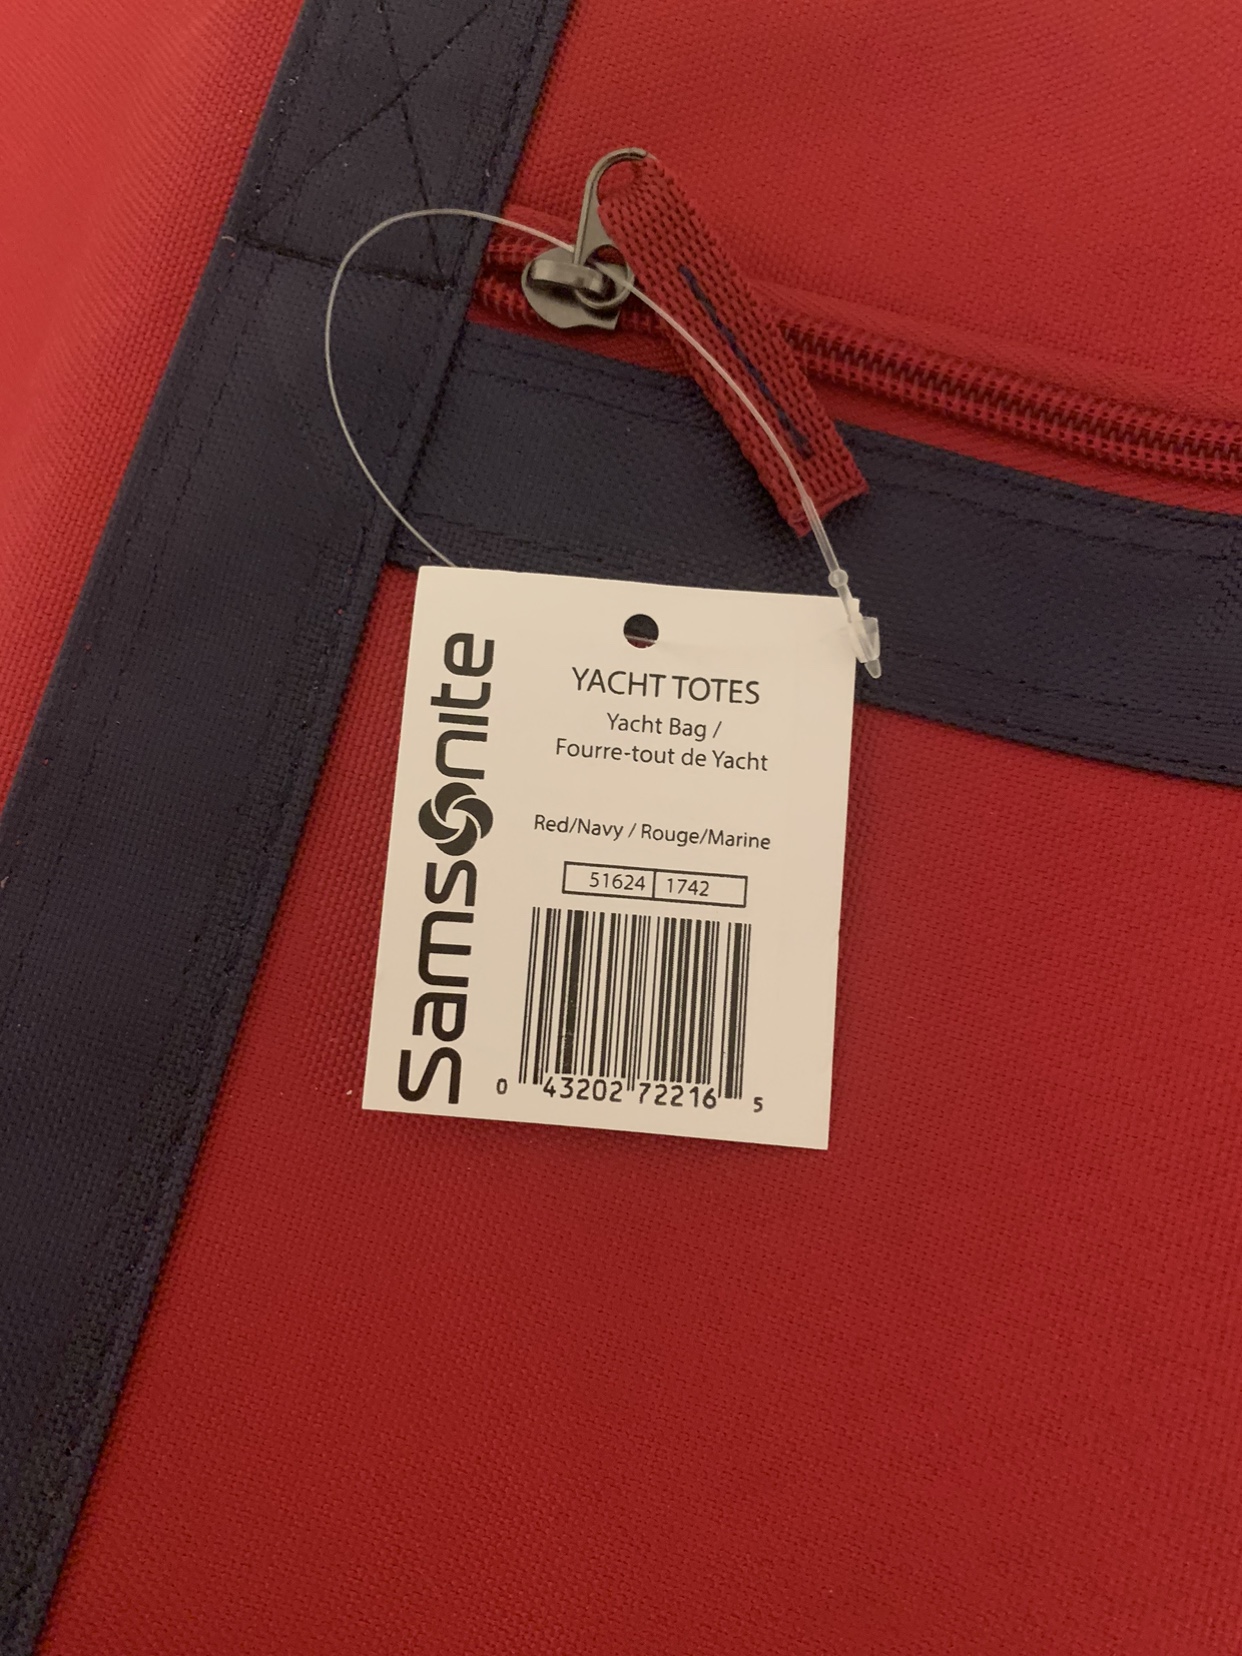 Samsonite
YACHT TOTES
Yacht Bag /
Fourre-tout de Yacht
Red/Navy / Rouge/Marine
51624 1742
0 43202 72216 5